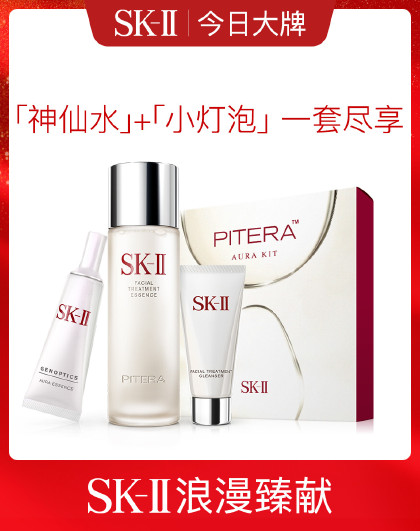 SK-II | 今日大牌
「神仙水」+「小灯泡」一套尽享
PITERA™
AURA KIT
SK-II
SK-II
FACIAL
TREATMENT
ESSENCE
PITERA
SK-II
GENOPTICS
AURA ESSENCE
SK-II
FACIAL TREATMENT
CLEANSER
SK-II浪漫臻献